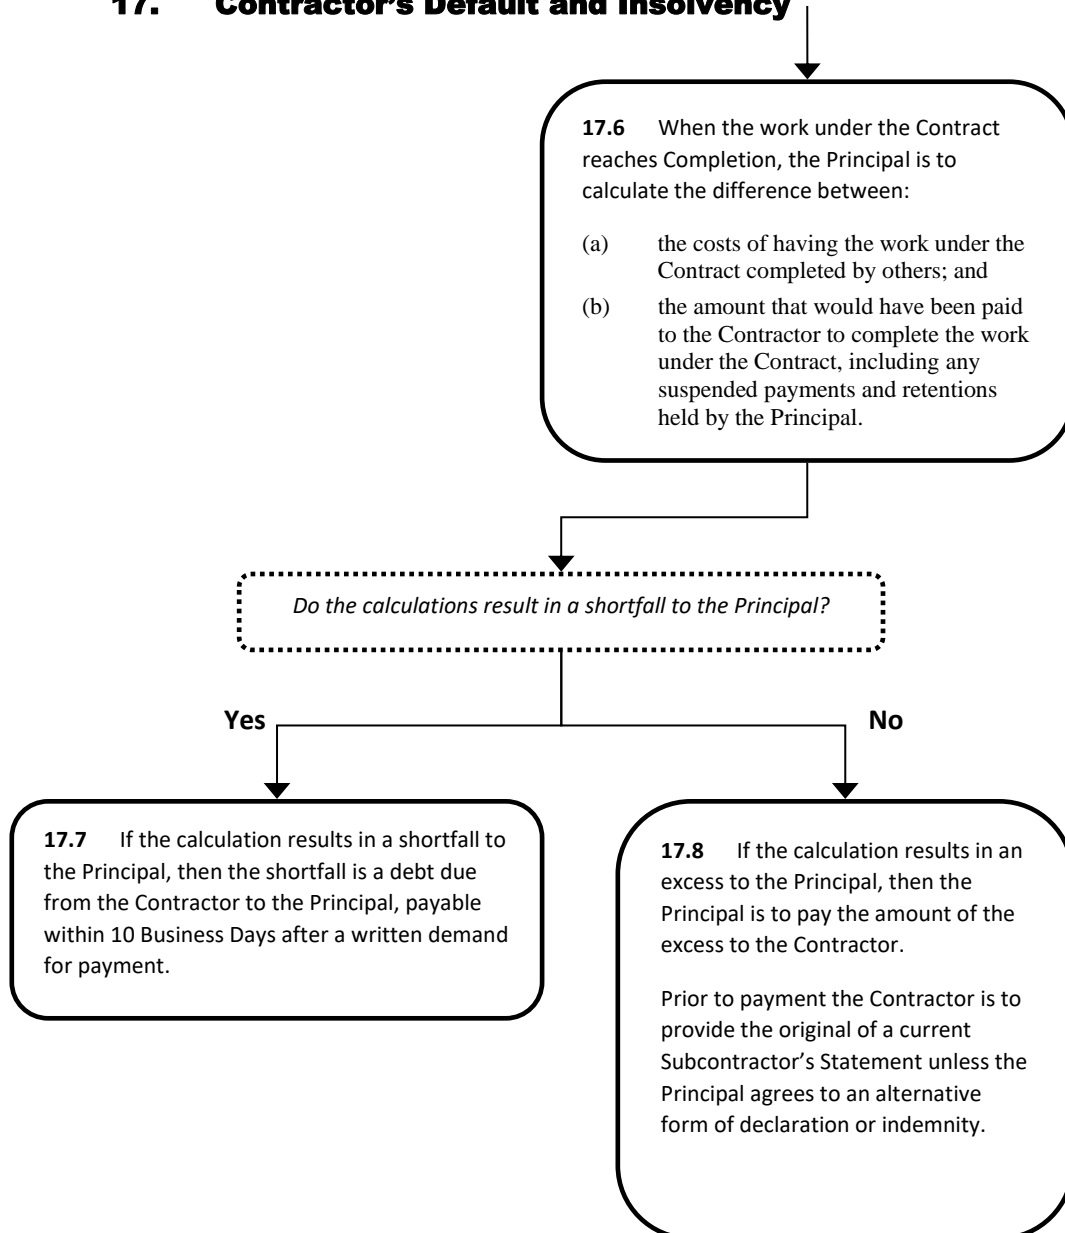 17. Contractor's Default and Insolvency
17.6 When the work under the Contract
reaches Completion, the Principal is to
calculate the difference between:
(a) the costs of having the work under the
Contract completed by others; and
(b) the amount that would have been paid
to the Contractor to complete the work
under the Contract, including any
suspended payments and retentions
held by the Principal.
Do the calculations result in a shortfall to the Principal?
Yes
No
17.7 If the calculation results in a shortfall to
the Principal, then the shortfall is a debt due
from the Contractor to the Principal, payable
within 10 Business Days after a written demand
for payment.
17.8 If the calculation results in an
excess to the Principal, then the
Principal is to pay the amount of the
excess to the Contractor.
Prior to payment the Contractor is to
provide the original of a current
Subcontractor’s Statement unless the
Principal agrees to an alternative
form of declaration or indemnity.